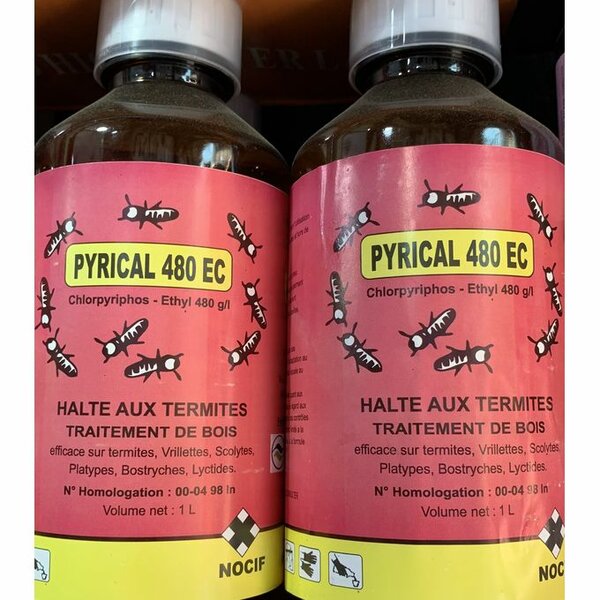 PYRICAL 480 EC
Chlorpyriphos - Ethyl 480 g/l
HALTE AUX TERMITES
TRAITEMENT DE BOIS
efficace sur termites, Vrillettes, Scolytes,
Platypes, Bostryches, Lyctides.
N° Homologation : 00-04 98 In
Volume net : 1 L
NOCIF
PYRICAL 480 EC
Chlorpyriphos - Ethyl 480 g/l
HALTE AUX TERMITES
TRAITEMENT DE BOIS
efficace sur termites, Vrillettes, Scolytes,
Platypes, Bostryches, Lyctides.
N° Homologation : 00-04 98 In
Volume net : 1 L
NOCIF